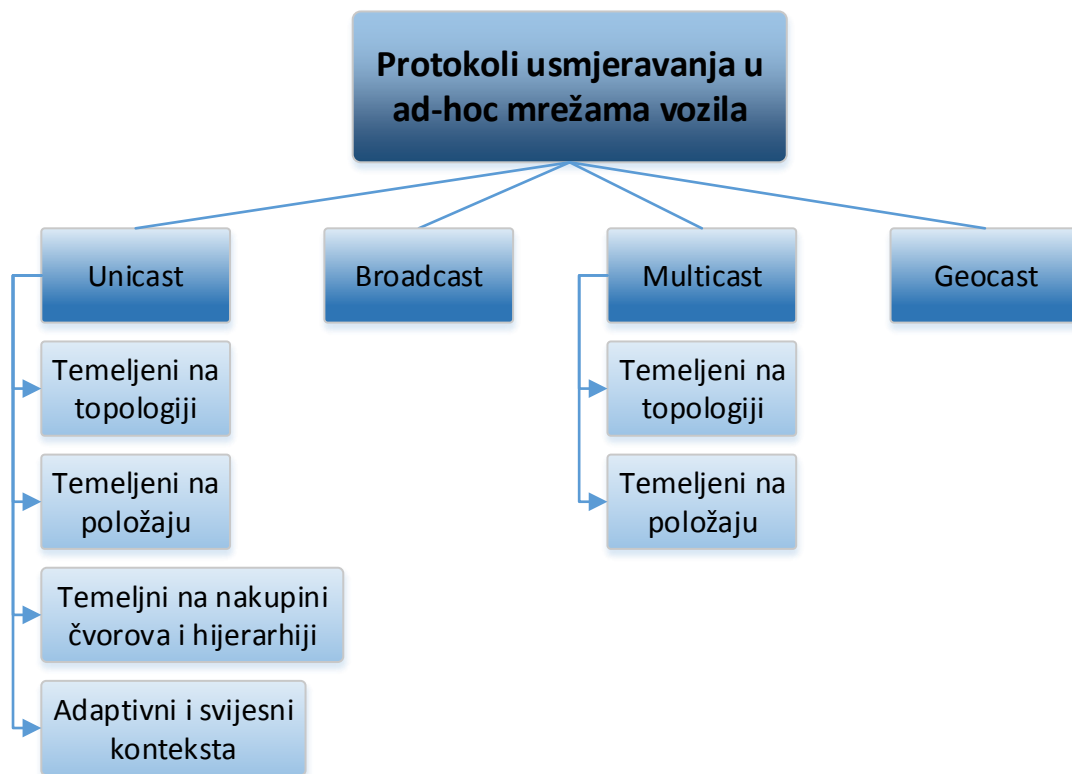 Protokoli usmjeravanja u
ad-hoc mrežama vozila
Unicast
Broadcast
Multicast
Geocast
Temeljeni na
topologiji
Temeljeni na
položaju
Temeljni na nakupini
čvorova i hijerarhiji
Adaptivni i svijesni
konteksta
Temeljeni na
topologiji
Temeljeni na
položaju